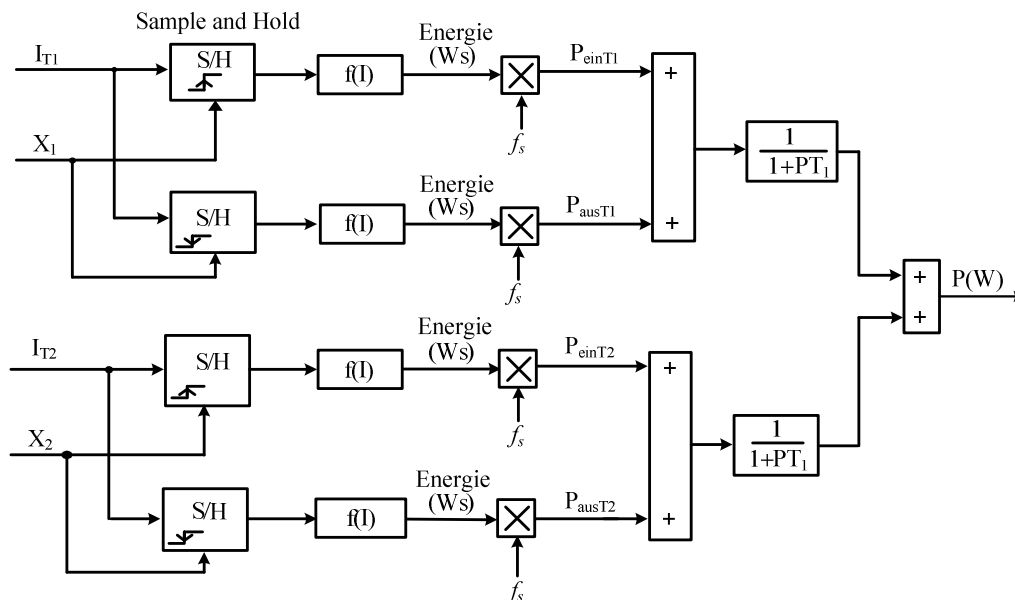 Sample and Hold
I_T1
S/H
f(I)
Energie
(Ws)
P_einT1
f_s
+
X_1
S/H
f(I)
Energie
(Ws)
P_ausT1
f_s
+
1
1+PT_1
I_T2
S/H
f(I)
Energie
(Ws)
P_einT2
f_s
+
X_2
S/H
f(I)
Energie
(Ws)
P_ausT2
f_s
+
1
1+PT_1
+
+
P(W)